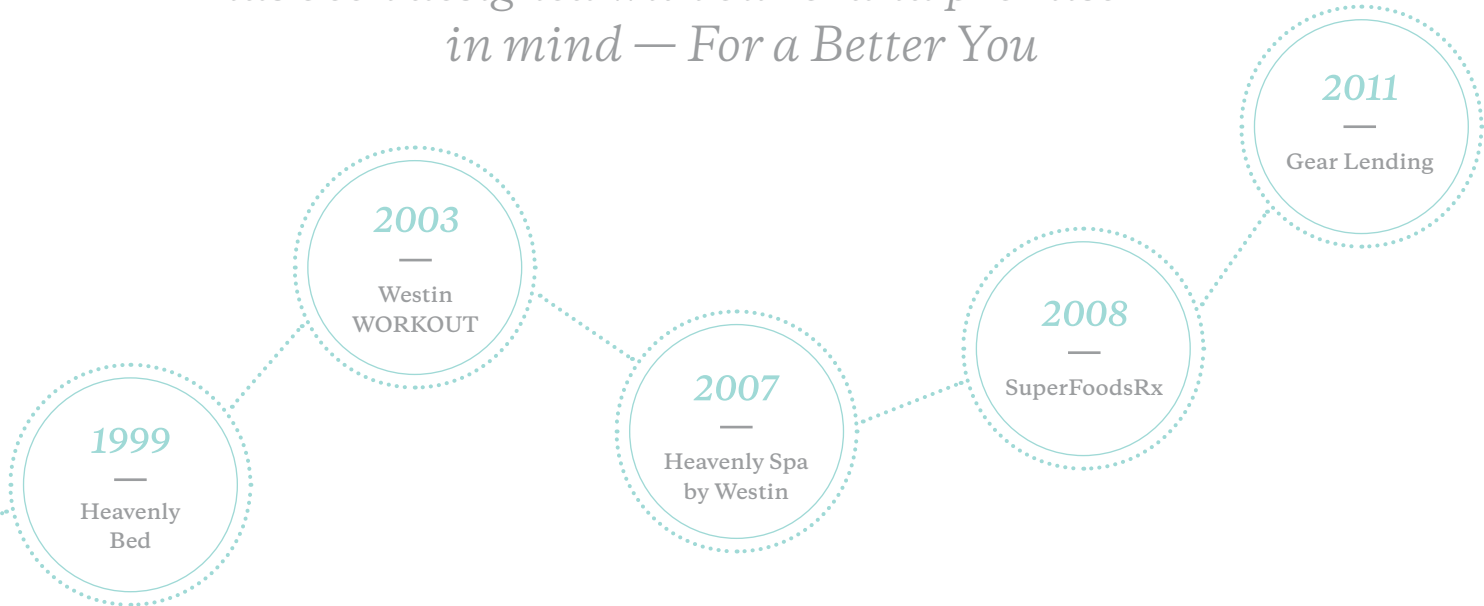 in mind — For a Better You
2011
Gear Lending
2003
Westin
WORKOUT
2008
SuperFoodsRx
2007
Heavenly Spa
by Westin
1999
Heavenly
Bed